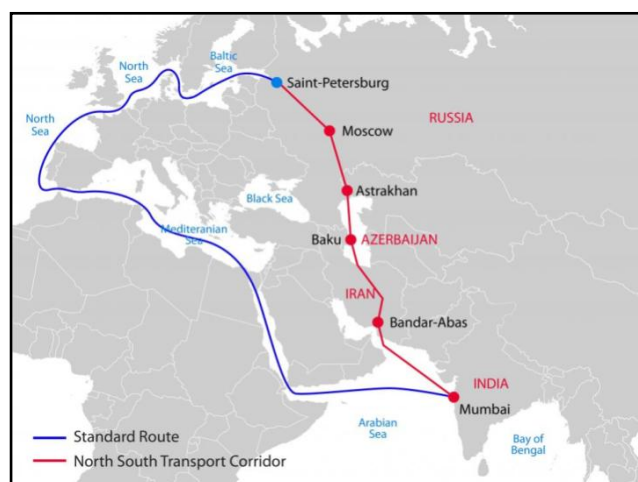 North
Sea
Baltic
Sea
Saint-Petersburg
North
Sea
Moscow
RUSSIA
Astrakhan
Black Sea
Mediteranian
Sea
Baku
AZERBAIJAN
IRAN
Bandar-Abas
INDIA
Mumbai
Arabian
Sea
Bay of
Bengal
Standard Route
North South Transport Corridor